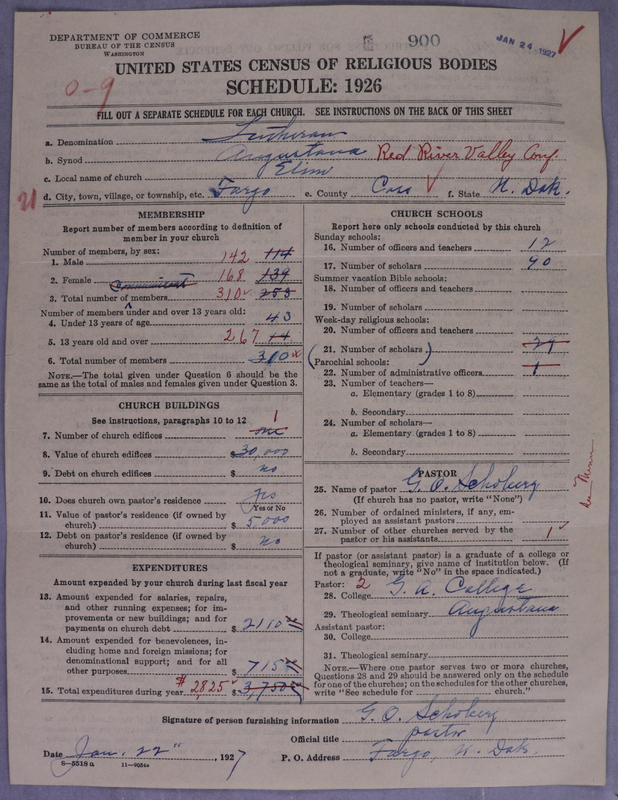 DEPARTMENT OF COMMERCE
BUREAU OF THE CENSUS
WASHINGTON
900
JAN 24 1927
UNITED STATES CENSUS OF RELIGIOUS BODIES
SCHEDULE: 1926
0-9
FILL OUT A SEPARATE SCHEDULE FOR EACH CHURCH. SEE INSTRUCTIONS ON THE BACK OF THIS SHEET
a. Denomination Lutheran
b. Synod Augustana Red River Valley Conf.
c. Local name of church Elim
21
d. City, town, village, or township, etc. Fargo e. County Cass f. State N. Dak.
MEMBERSHIP
Report number of members according to definition of
member in your church
Number of members, by sex:
1. Male 142 114
2. Female 168 139
Communicant
3. Total number of members 310 253
Number of members under and over 13 years old:
4. Under 13 years of age 43
5. 13 years old and over 267 14
6. Total number of members 310
NOTE.—The total given under Question 6 should be the
same as the total of males and females given under Question 3.
CHURCH BUILDINGS
See instructions, paragraphs 10 to 12
7. Number of church edifices 1 one
8. Value of church edifices $30,000
9. Debt on church edifices $ no
10. Does church own pastor's residence Yes
Yes or No
11. Value of pastor's residence (if owned by
church) $ 5,000
12. Debt on pastor's residence (if owned by
church) $ no
EXPENDITURES
Amount expended by your church during last fiscal year
13. Amount expended for salaries, repairs,
and other running expenses; for im-
provements or new buildings; and for
payments on church debt $ 2110
14. Amount expended for benevolences, in-
cluding home and foreign missions; for
denominational support; and for all
other purposes $ 715
15. Total expenditures during year $2,825 $3,750
CHURCH SCHOOLS
Report here only schools conducted by this church
Sunday schools:
16. Number of officers and teachers 12
17. Number of scholars 90
Summer vacation Bible schools:
18. Number of officers and teachers
19. Number of scholars
Week-day religious schools:
20. Number of officers and teachers
21. Number of scholars 29
Parochial schools:
22. Number of administrative officers 1
23. Number of teachers—
a. Elementary (grades 1 to 8)
b. Secondary
24. Number of scholars—
a. Elementary (grades 1 to 8)
b. Secondary
PASTOR
25. Name of pastor G. O. Schoberg
(If church has no pastor, write "None")
26. Number of ordained ministers, if any, em-
ployed as assistant pastors
27. Number of other churches served by the
pastor or his assistants 1
If pastor (or assistant pastor) is a graduate of a college or
theological seminary, give name of institution below. (If
not a graduate, write "No" in the space indicated.)
Pastor: 2
28. College G. A. College
29. Theological seminary Augustana
Assistant pastor:
30. College
31. Theological seminary
NOTE.—Where one pastor serves two or more churches,
Questions 28 and 29 should be answered only on the schedule
for one of the churches; on the schedules for the other churches,
write "See schedule for church."
Signature of person furnishing information G. O. Schoberg
Official title pastor
Date Jan. 22" , 1927 P. O. Address Fargo, N. Dak.
8—5518a 11—9034a